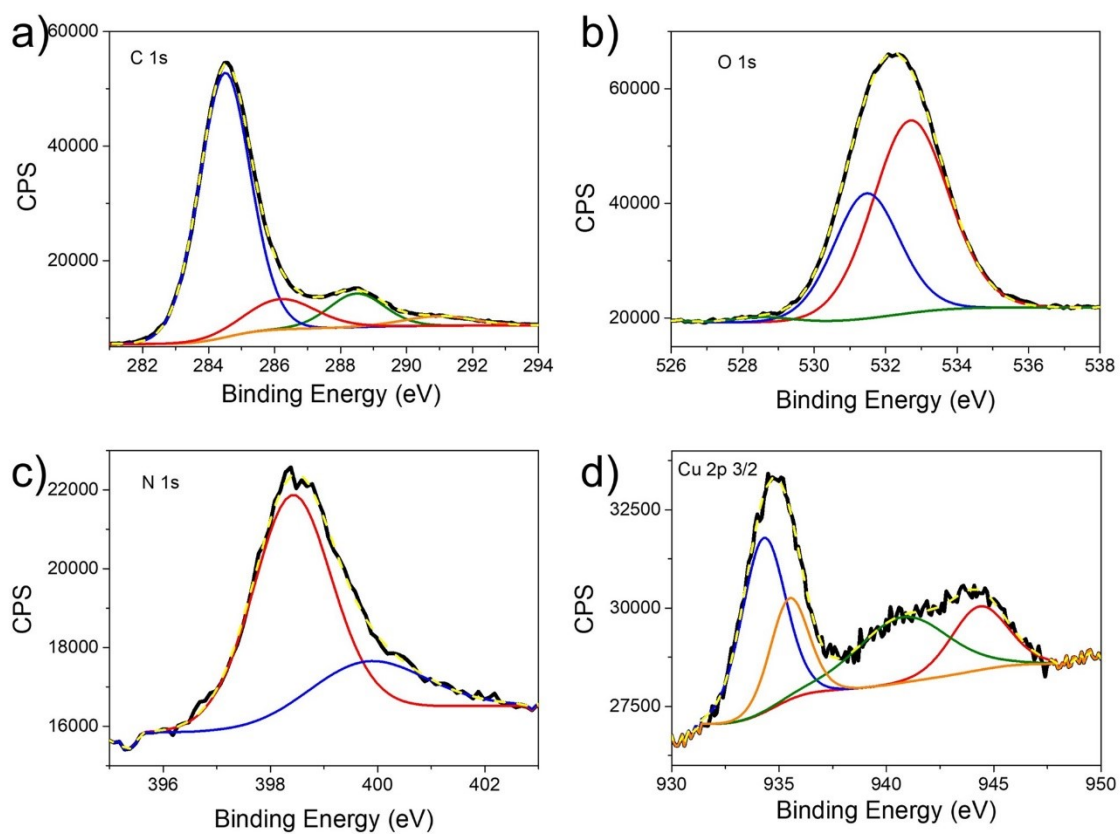 a)
C 1s
60000
40000
20000
CPS
282 284 286 288 290 292 294
Binding Energy (eV)
b)
O 1s
60000
40000
20000
CPS
526 528 530 532 534 536 538
Binding Energy (eV)
c)
N 1s
22000
20000
18000
16000
CPS
396 398 400 402
Binding Energy (eV)
d)
Cu 2p 3/2
32500
30000
27500
CPS
930 935 940 945 950
Binding Energy (eV)